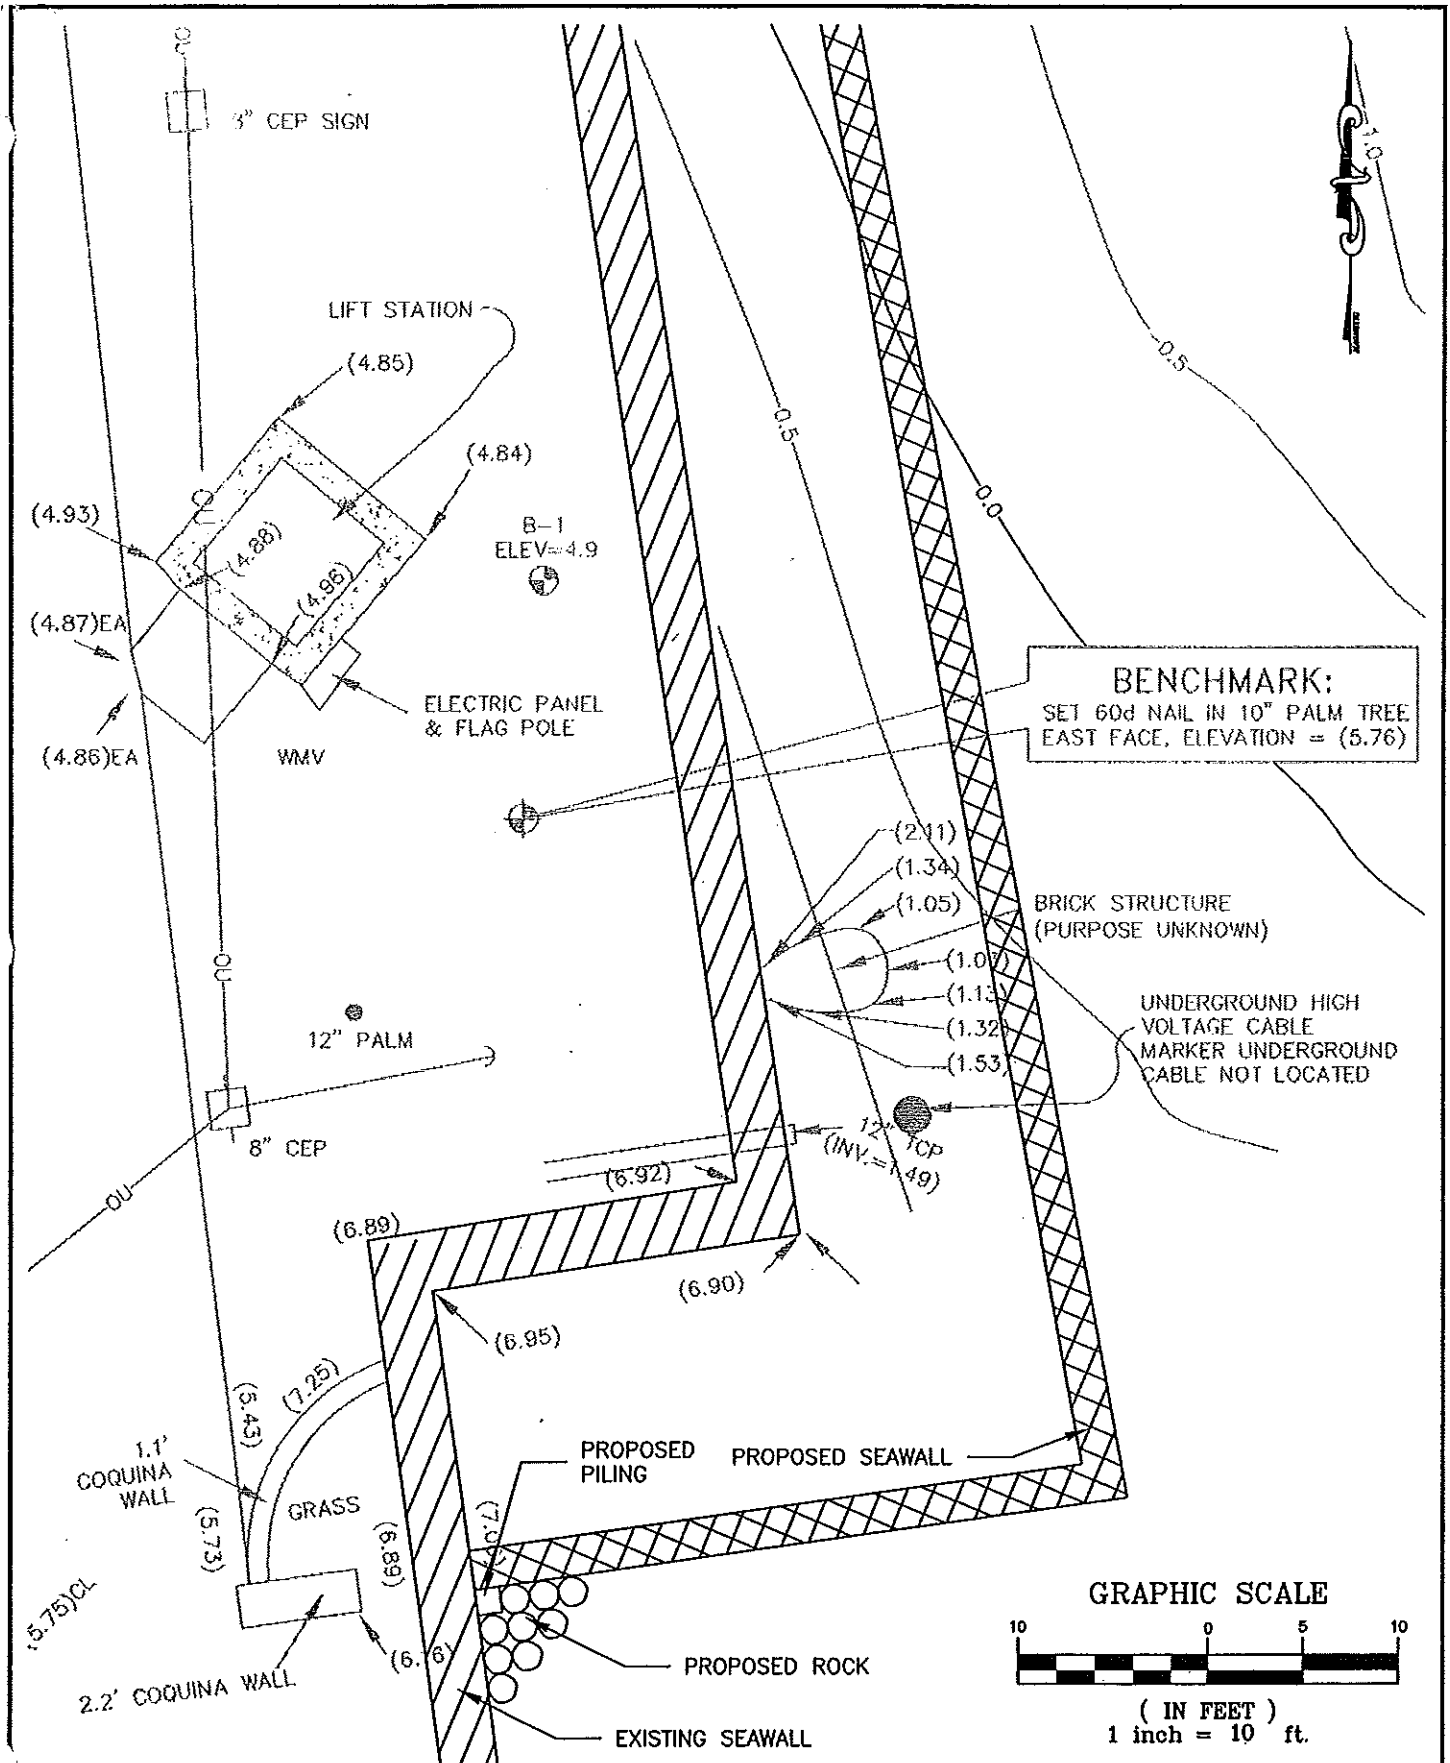 OU
3" CEP SIGN
1.0
LIFT STATION
(4.85)
0.5
(4.84)
0.5
0.0
(4.93)
OU
(4.88)
B-1
ELEV=4.9
(4.96)
(4.87)EA
ELECTRIC PANEL
& FLAG POLE
(4.86)EA
WMV
BENCHMARK:
SET 60d NAIL IN 10" PALM TREE
EAST FACE, ELEVATION = (5.76)
(2.11)
(1.34)
(1.05)
BRICK STRUCTURE
(PURPOSE UNKNOWN)
OU
(1.13)
(1.32)
(1.53)
UNDERGROUND HIGH
VOLTAGE CABLE
MARKER UNDERGROUND
CABLE NOT LOCATED
12" PALM
8" CEP
12" TCP
(INV.=1.49)
OU
(6.92)
(6.89)
(6.90)
(6.95)
(7.25)
(5.43)
1.1'
COQUINA
WALL
GRASS
(5.73)
(6.89)
PROPOSED
PILING
PROPOSED SEAWALL
5.75)CL
2.2' COQUINA WALL
PROPOSED ROCK
EXISTING SEAWALL
GRAPHIC SCALE
10 0 5 10
( IN FEET )
1 inch = 10 ft.